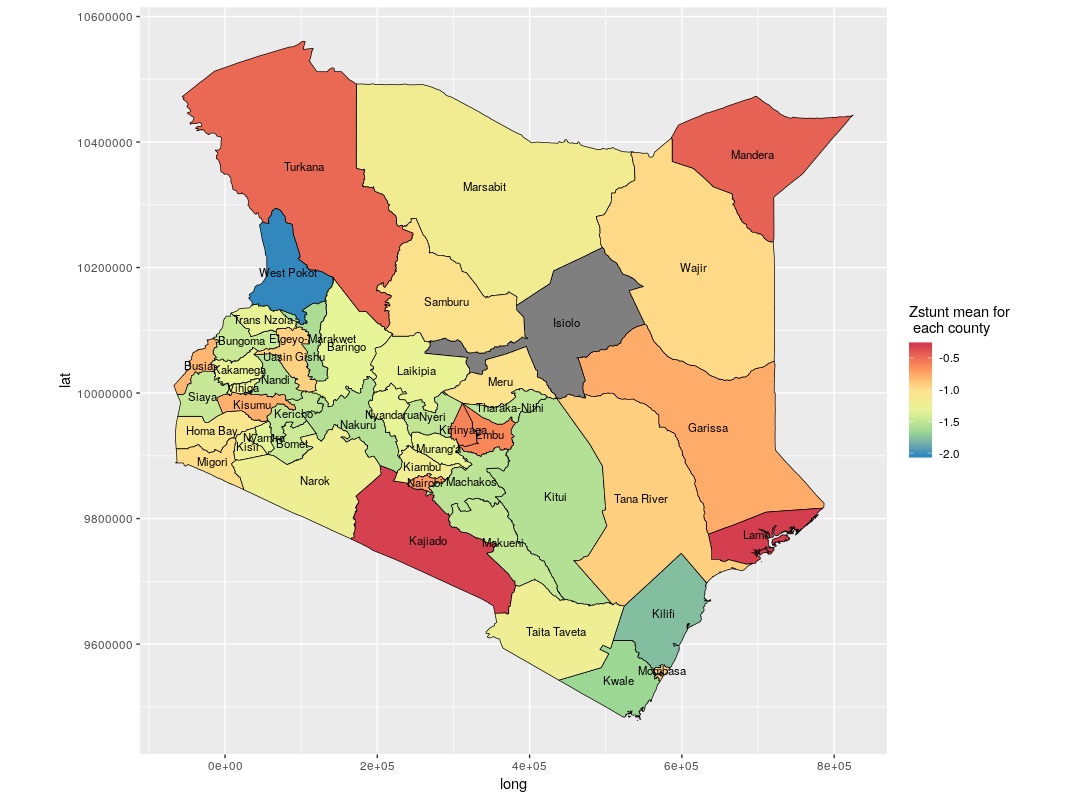 10600000
10400000
10200000
10000000
9800000
9600000
lat
0e+00
2e+05
4e+05
6e+05
8e+05
long
Turkana
Marsabit
Mandera
Wajir
West Pokot
Samburu
Isiolo
Trans Nzoia
Bungoma
Elgeyo-Marakwet
Baringo
Uasin Gishu
Busia
Kakamega
Nandi
Vihiga
Laikipia
Meru
Siaya
Kisumu
Kericho
Nyandarua
Nyeri
Tharaka-Nithi
Nakuru
Kirinyaga
Embu
Garissa
Homa Bay
Nyamira
Kisii
Bomet
Murang'a
Migori
Kiambu
Narok
Nairobi
Machakos
Kitui
Tana River
Kajiado
Makueni
Lamu
Kilifi
Taita Taveta
Mombasa
Kwale
Zstunt mean for
each county
-0.5
-1.0
-1.5
-2.0